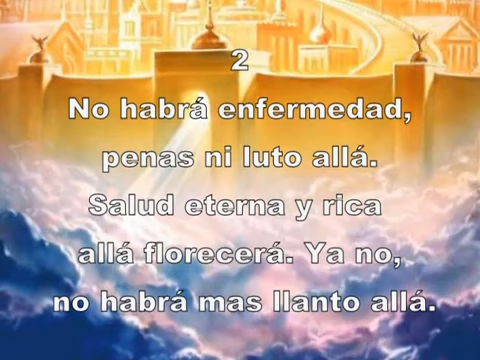 2
No habrá enfermedad,
penas ni luto allá.
Salud eterna y rica
allá florecerá. Ya no,
no habrá mas llanto allá.